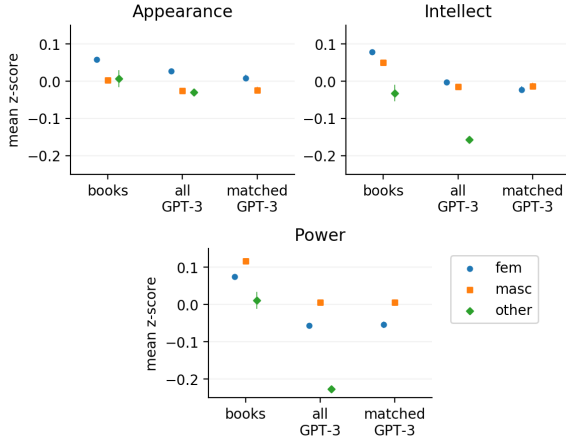 Appearance
Intellect
mean z-score
0.1
0.0
−0.1
−0.2
books
all
GPT-3
matched
GPT-3
0.1
0.0
−0.1
−0.2
books
all
GPT-3
matched
GPT-3
Power
mean z-score
0.1
0.0
−0.1
−0.2
books
all
GPT-3
matched
GPT-3
fem
masc
other